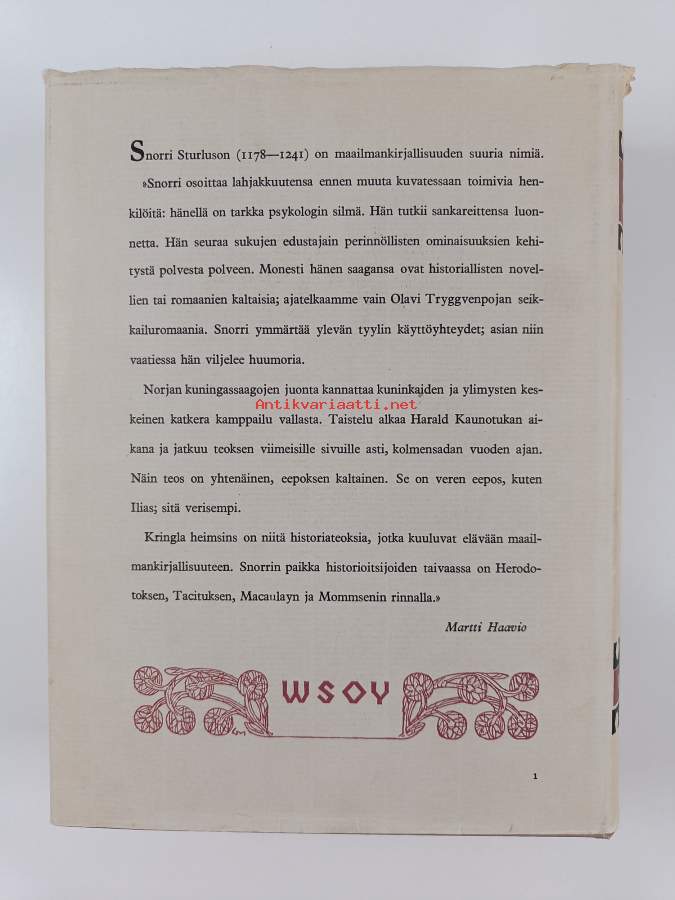 Snorri Sturluson (1178—1241) on maailmankirjallisuuden suuria nimiä.
»Snorri osoittaa lahjakkuutensa ennen muuta kuvatessaan toimivia hen-
kilöitä: hänellä on tarkka psykologin silmä. Hän tutkii sankareittensa luon-
netta. Hän seuraa sukujen edustajain perinnöllisten ominaisuuksien kehi-
tystä polvesta polveen. Monesti hänen saagansa ovat historiallisten novel-
lien tai romaanien kaltaisia; ajatelkaamme vain Olavi Tryggvenpojan seik-
kailuromaania. Snorri ymmärtää ylevän tyylin käyttöyhteydet; asian niin
vaatiessa hän viljelee huumoria.
Norjan kuningassaagojen juonta kannattaa kuninkaiden ja ylimysten kes-
Antikvariaatti.net
keinen katkera kamppailu vallasta. Taistelu alkaa Harald Kaunotukan ai-
kana ja jatkuu teoksen viimeisille sivuille asti, kolmensadan vuoden ajan.
Näin teos on yhtenäinen, eepoksen kaltainen. Se on veren eepos, kuten
Ilias; sitä verisempi.
Kringla heimsins on niitä historiateoksia, jotka kuuluvat elävään maail-
mankirjallisuuteen. Snorrin paikka historioitsijoiden taivaassa on Herodo-
toksen, Tacituksen, Macaulayn ja Mommsenin rinnalla.»
Martti Haavio
WSOY
1